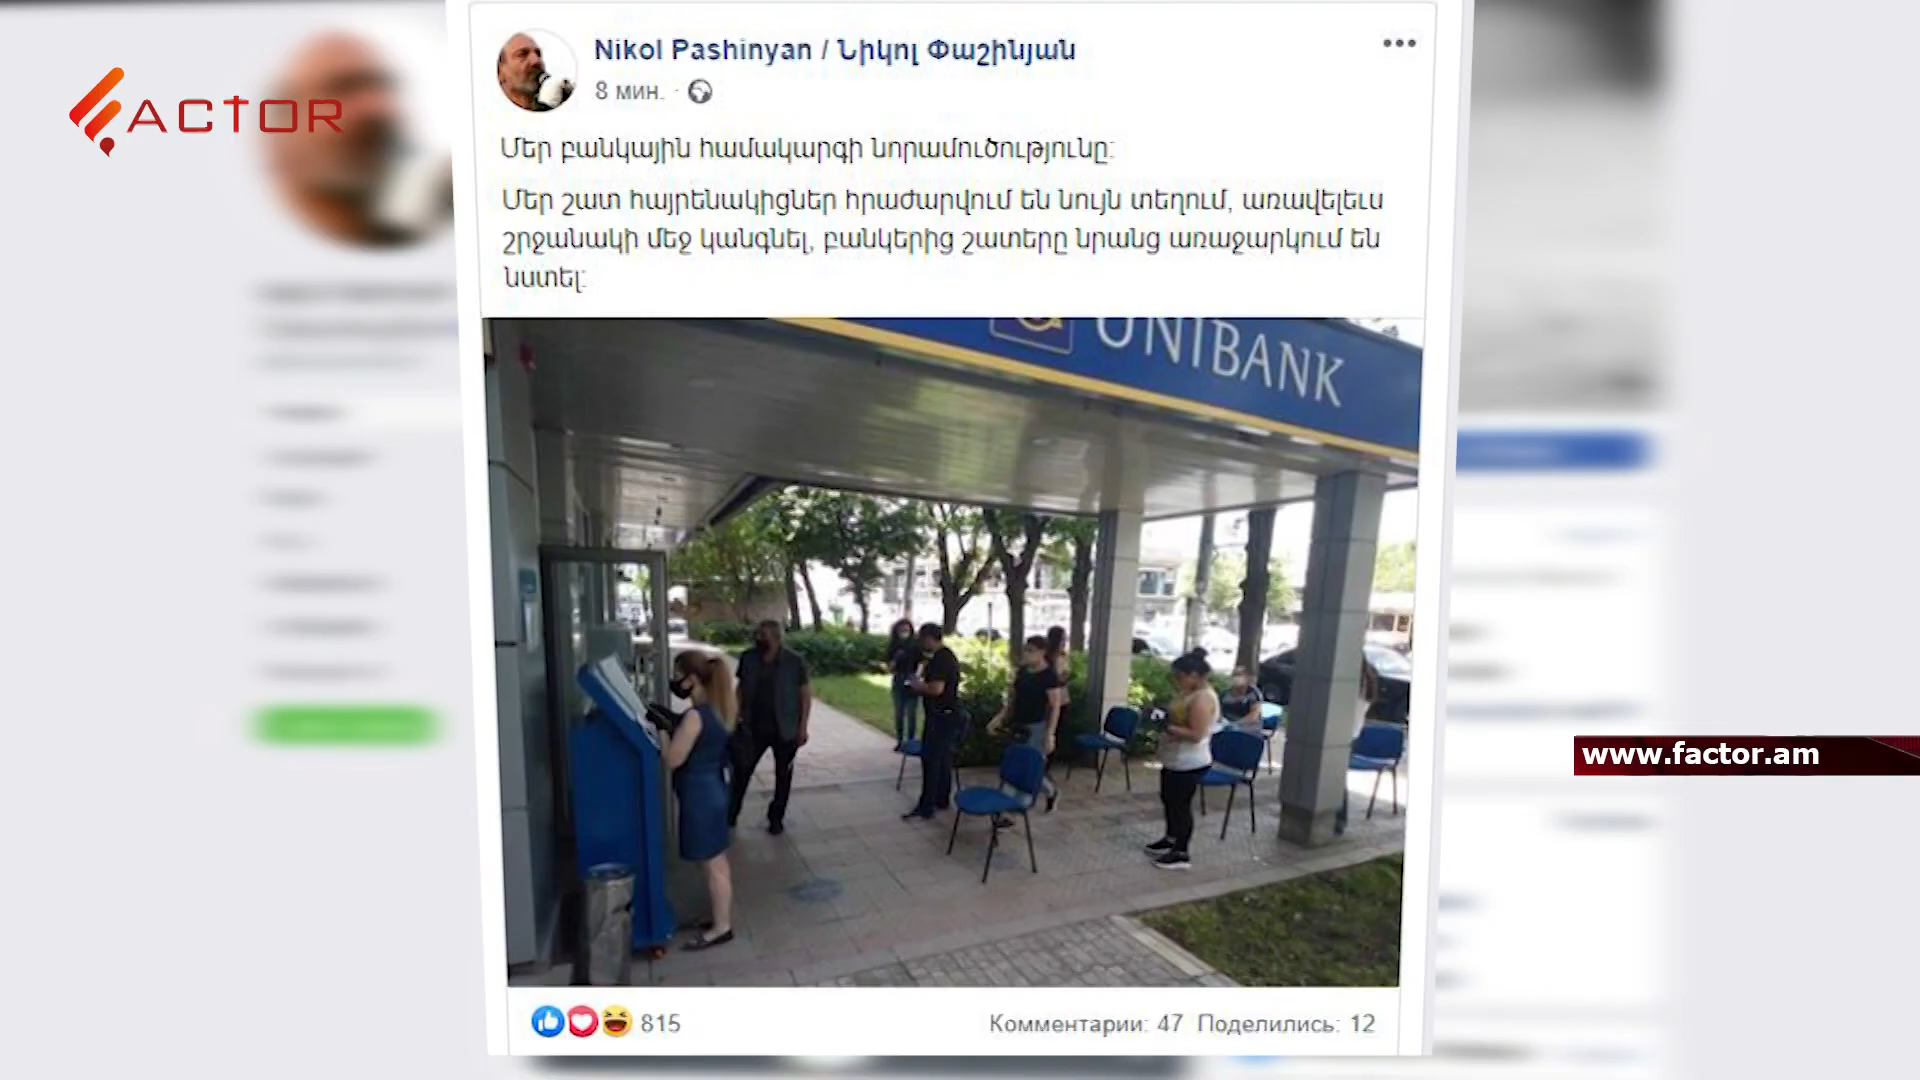 FACTOR
Nikol Pashinyan / Նիկոլ Փաշինյան
8 мин. ·
Մեր բանկային համակարգի նորամուծությունը:
Մեր շատ հայրենակիցներ հրաժարվում են նույն տեղում, առավելեւս
շրջանակի մեջ կանգնել, բանկերից շատերը նրանց առաջարկում են
նստել:
UNIBANK
www.factor.am
815
Комментарии: 47 Поделились: 12